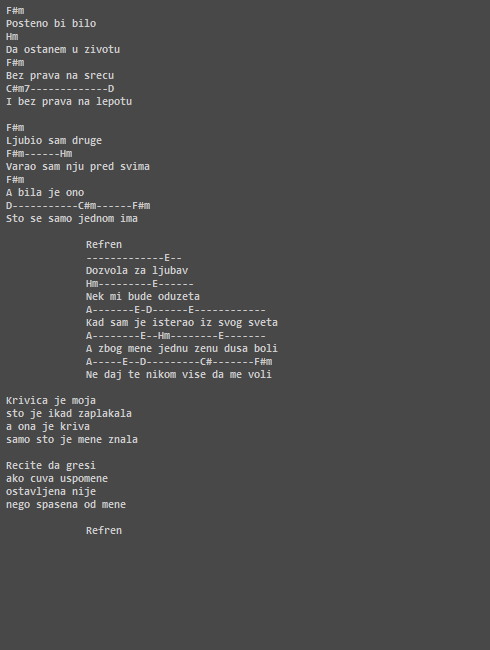 F#m
Posteno bi bilo
Hm
Da ostanem u zivotu
F#m
Bez prava na srecu
C#m7-------------D
I bez prava na lepotu

F#m
Ljubio sam druge
F#m------Hm
Varao sam nju pred svima
F#m
A bila je ono
D-----------C#m------F#m
Sto se samo jednom ima

Refren
-------------E--
Dozvola za ljubav
Hm---------E------
Nek mi bude oduzeta
A-------E-D------E------------
Kad sam je isterao iz svog sveta
A--------E--Hm--------E-------
A zbog mene jednu zenu dusa boli
A-----E--D---------C#-------F#m
Ne daj te nikom vise da me voli

Krivica je moja
sto je ikad zaplakala
a ona je kriva
samo sto je mene znala

Recite da gresi
ako cuva uspomene
ostavljena nije
nego spasena od mene

Refren